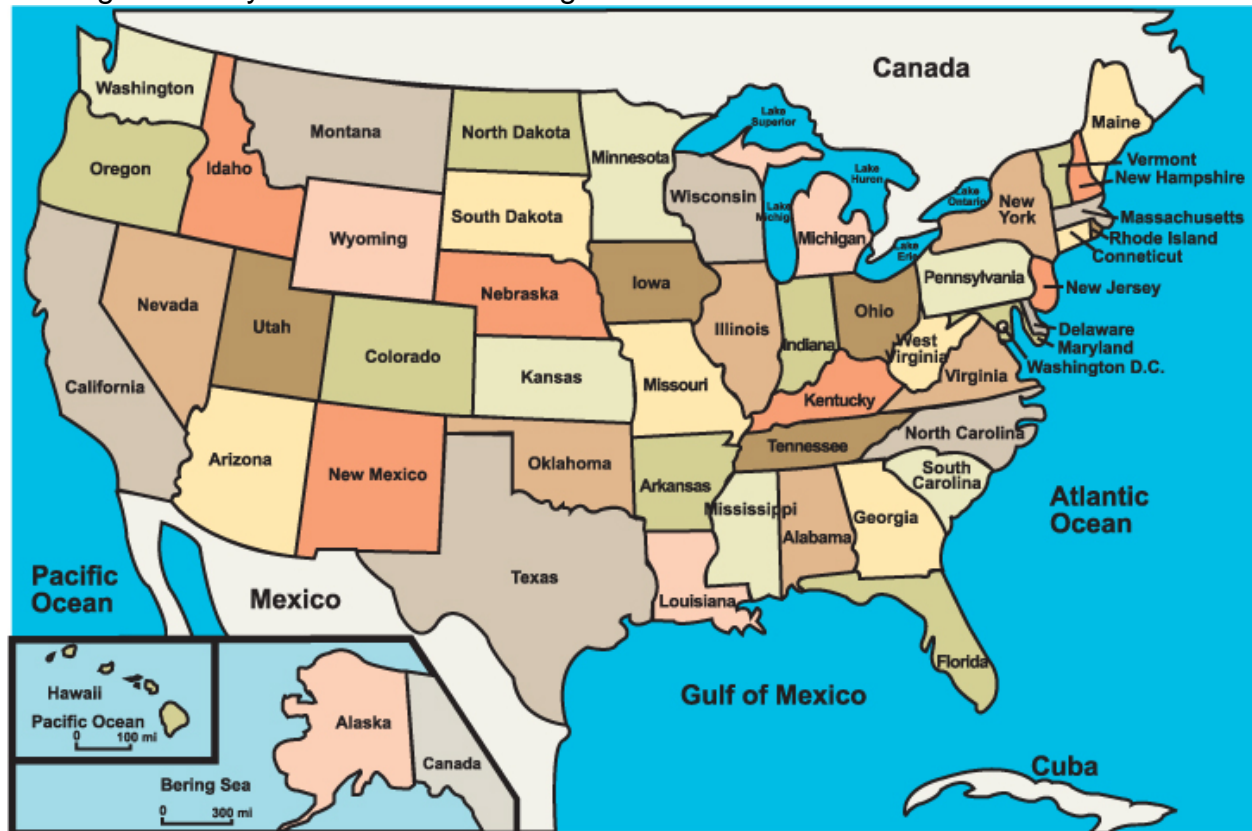 Canada
Washington
Montana
North Dakota
Minnesota
Lake
Superior
Maine
Oregon
Idaho
Wisconsin
Lake
Huron
Vermont
New Hampshire
South Dakota
Lake
Ontario
New
York
Massachusetts
Wyoming
Lake
Michig
Michigan
Rhode Island
Lake
Erie
Conneticut
Pennsylvania
Nebraska
Iowa
New Jersey
Nevada
Utah
Illinois
Indiana
Ohio
Delaware
Maryland
Washington D.C.
Colorado
West
Virginia
Virginia
California
Kansas
Missouri
Kentucky
North Carolina
Tennessee
Arizona
New Mexico
Oklahoma
Arkansas
South
Carolina
Mississippi
Alabama
Georgia
Atlantic
Ocean
Pacific
Ocean
Mexico
Texas
Louisiana
Florida
Gulf of Mexico
Hawaii
Pacific Ocean
0 100 mi
Alaska
Canada
Bering Sea
0 300 mi
Cuba